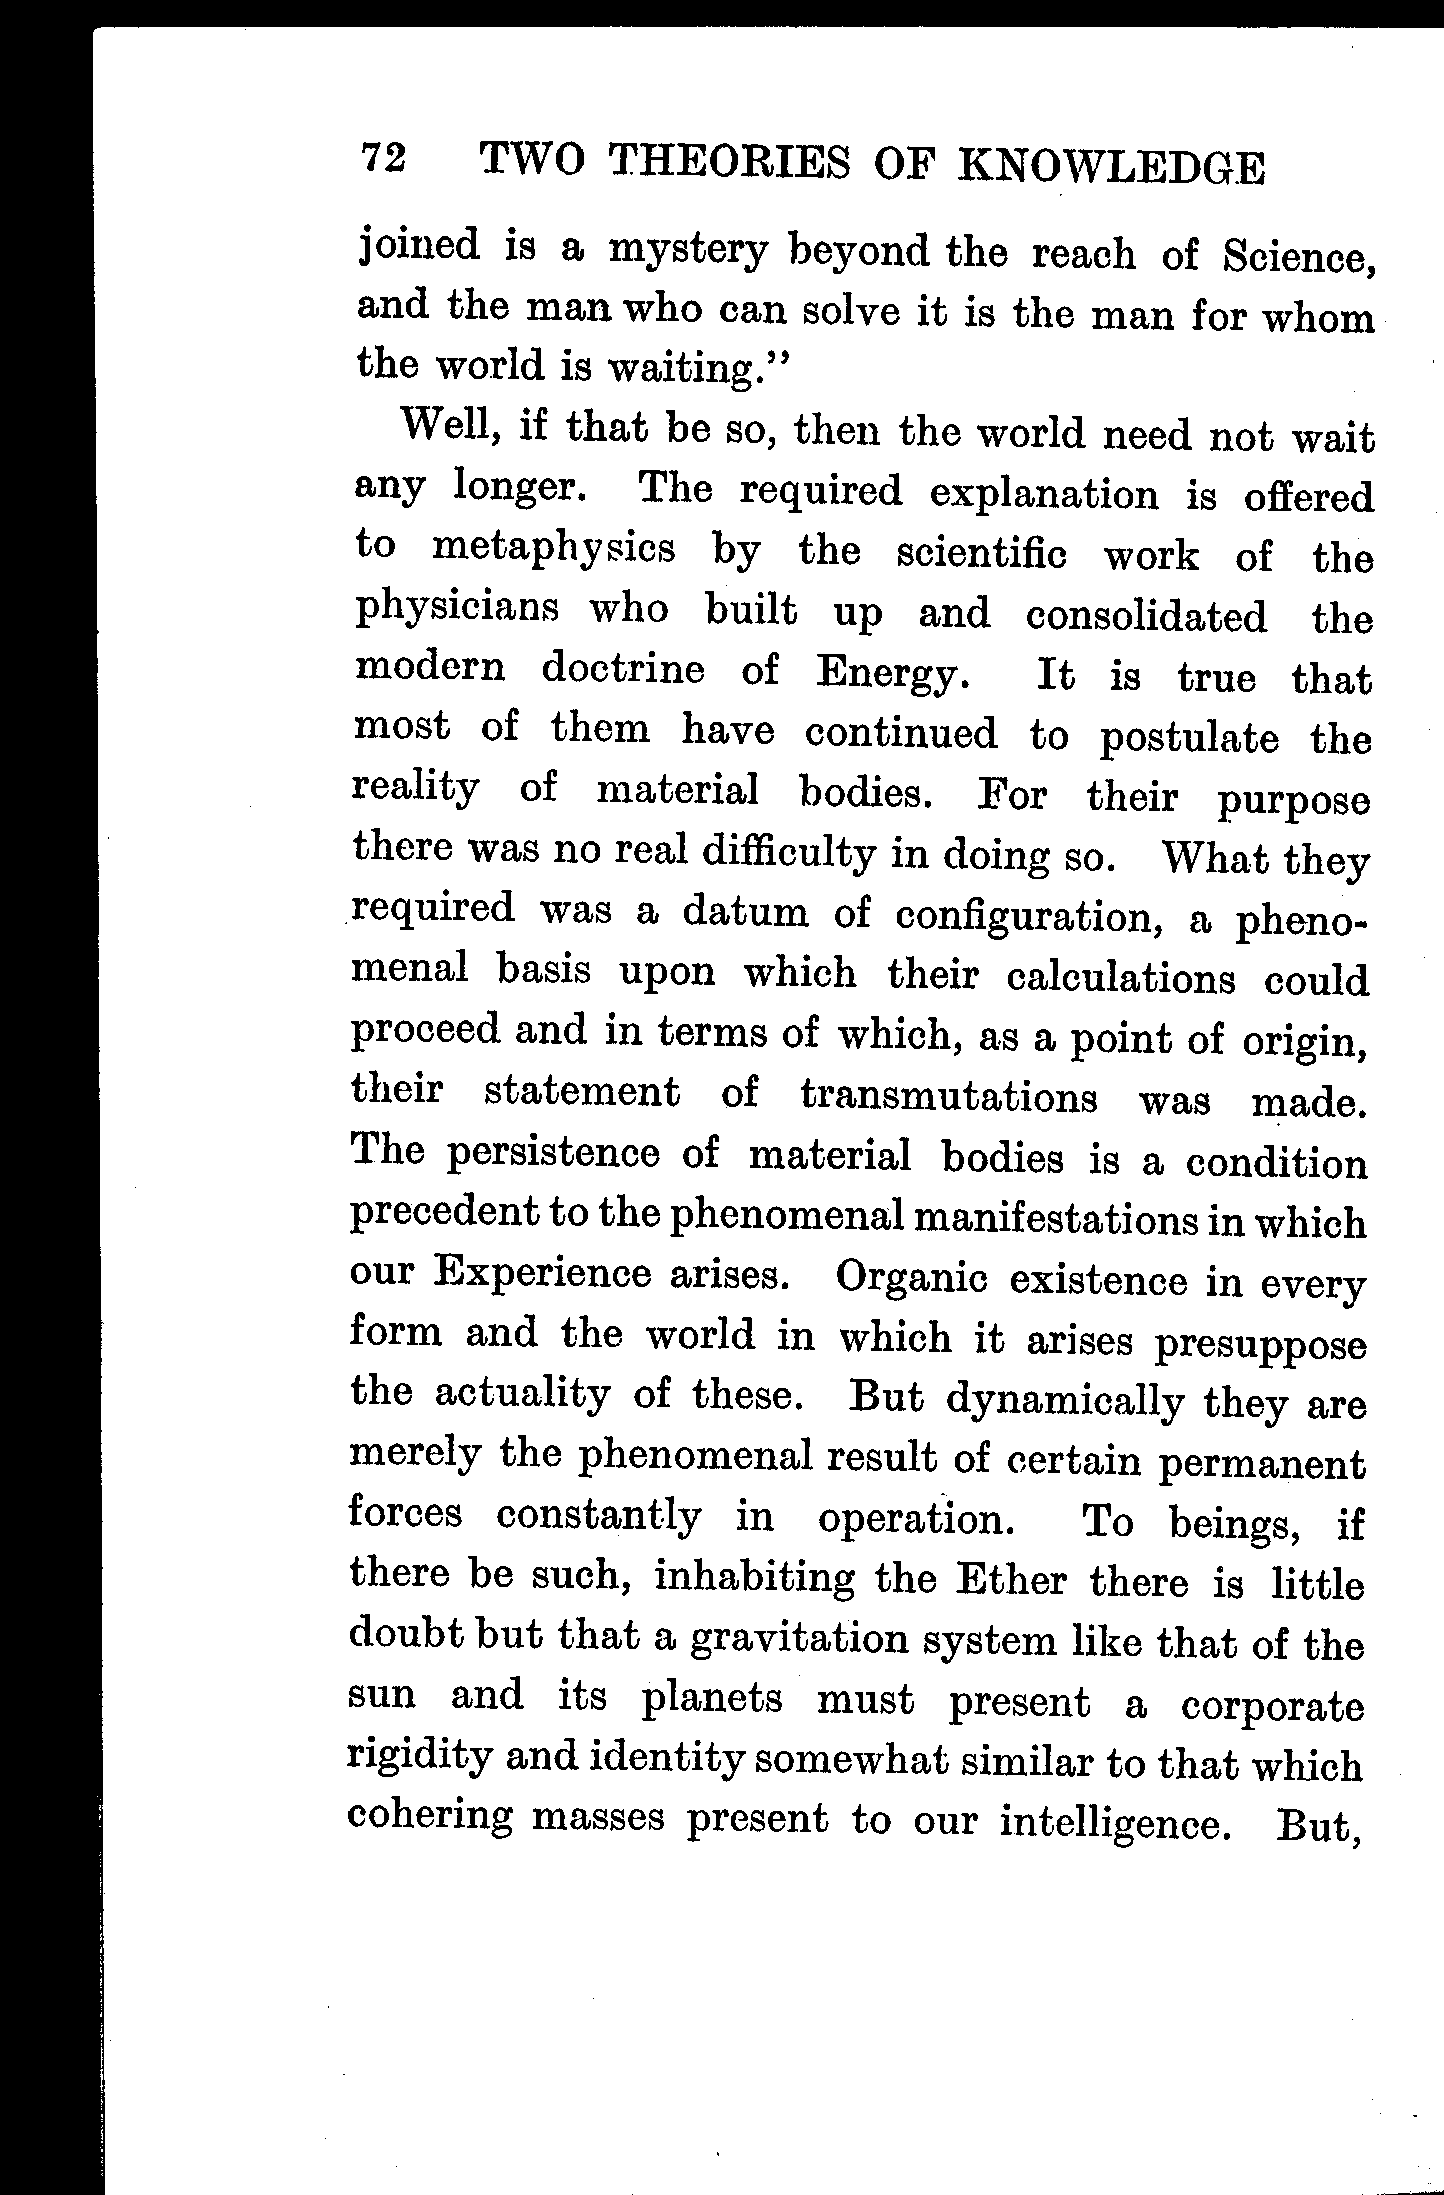 72 TWO THEORIES OF KNOWLEDGE
joined is a mystery beyond the reach of Science,
and the man who can solve it is the man for whom
the world is waiting.”
Well, if that be so, then the world need not wait
any longer. The required explanation is offered
to metaphysics by the scientific work of the
physicians who built up and consolidated the
modern doctrine of Energy. It is true that
most of them have continued to postulate the
reality of material bodies. For their purpose
there was no real difficulty in doing so. What they
required was a datum of configuration, a pheno-
menal basis upon which their calculations could
proceed and in terms of which, as a point of origin,
their statement of transmutations was made.
The persistence of material bodies is a condition
precedent to the phenomenal manifestations in which
our Experience arises. Organic existence in every
form and the world in which it arises presuppose
the actuality of these. But dynamically they are
merely the phenomenal result of certain permanent
forces constantly in operation. To beings, if
there be such, inhabiting the Ether there is little
doubt but that a gravitation system like that of the
sun and its planets must present a corporate
rigidity and identity somewhat similar to that which
cohering masses present to our intelligence. But,